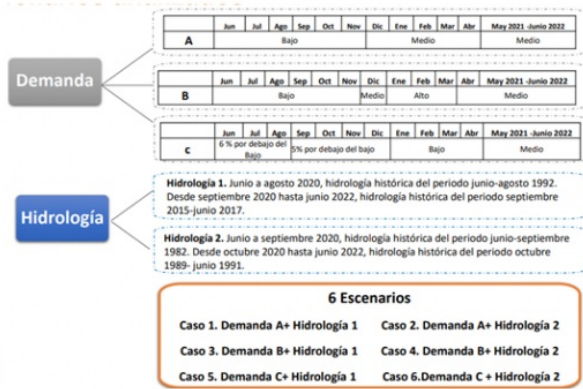 Jun Jul Ago Sep Oct Nov Dic Ene Feb Mar Abr May 2021 -Junio 2022
A Bajo Medio Medio
Demanda
Jun Jul Ago Sep Oct Nov Dic Ene Feb Mar Abr May 2021 -Junio 2022
B Bajo Medio Alto Medio
Jun Jul Ago Sep Oct Nov Dic Ene Feb Mar Abr May 2021 -Junio 2022
c 6 % por debajo del Bajo 5% por debajo del bajo Bajo Medio
Hidrología
Hidrología 1. Junio a agosto 2020, hidrología histórica del periodo junio-agosto 1992.
Desde septiembre 2020 hasta junio 2022, hidrología histórica del periodo septiembre
2015-junio 2017.
Hidrología 2. Junio a septiembre 2020, hidrología histórica del periodo junio-septiembre
1982. Desde octubre 2020 hasta junio 2022, hidrología histórica del periodo octubre
1989- junio 1991.
6 Escenarios
Caso 1. Demanda A+ Hidrología 1 Caso 2. Demanda A+ Hidrología 2
Caso 3. Demanda B+ Hidrología 1 Caso 4. Demanda B+ Hidrología 2
Caso 5. Demanda C+ Hidrología 1 Caso 6.Demanda C + Hidrología 2